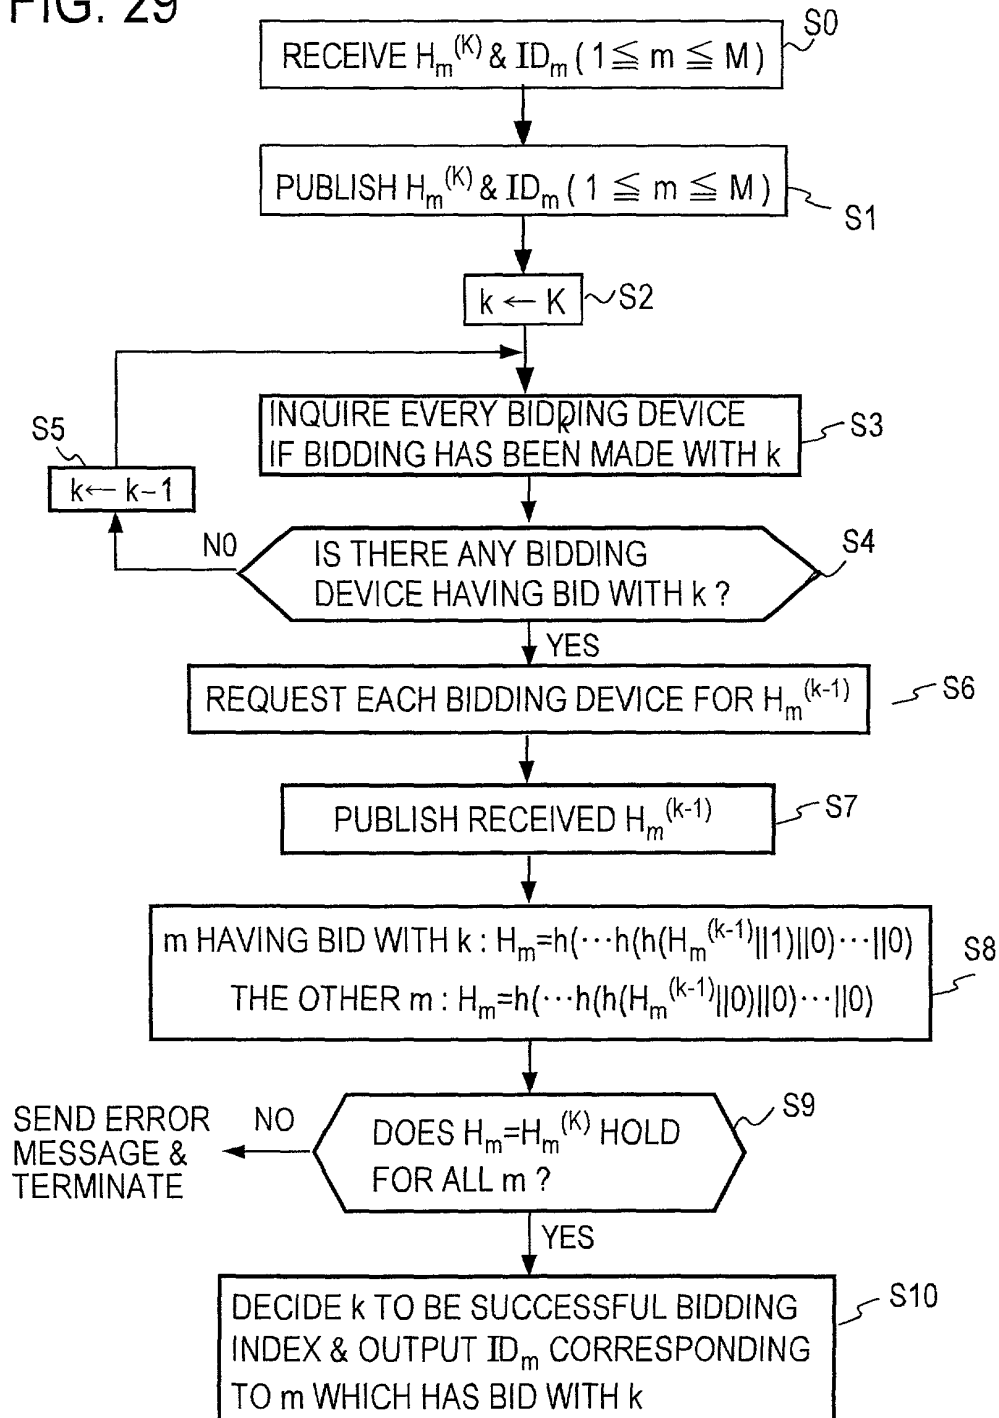 FIG. 29
RECEIVE Hm(K) & IDm (1 ≦ m ≦ M)
S0
PUBLISH Hm(K) & IDm (1 ≦ m ≦ M)
S1
k ← K
S2
INQUIRE EVERY BIDDING DEVICE
k
IF BIDDING HAS BEEN MADE WITH k
S3
S5
k ← k-1
NO
IS THERE ANY BIDDING
DEVICE HAVING BID WITH k ?
S4
YES
REQUEST EACH BIDDING DEVICE FOR Hm(k-1)
S6
PUBLISH RECEIVED Hm(k-1)
S7
m HAVING BID WITH k : Hm=h(···h(h(Hm(k-1)||1)||0)···||0)
THE OTHER m : Hm=h(···h(h(Hm(k-1)||0)||0)···||0)
S8
SEND ERROR
MESSAGE &
TERMINATE
NO
DOES Hm=Hm(K) HOLD
FOR ALL m ?
S9
YES
DECIDE k TO BE SUCCESSFUL BIDDING
INDEX & OUTPUT IDm CORRESPONDING
TO m WHICH HAS BID WITH k
S10